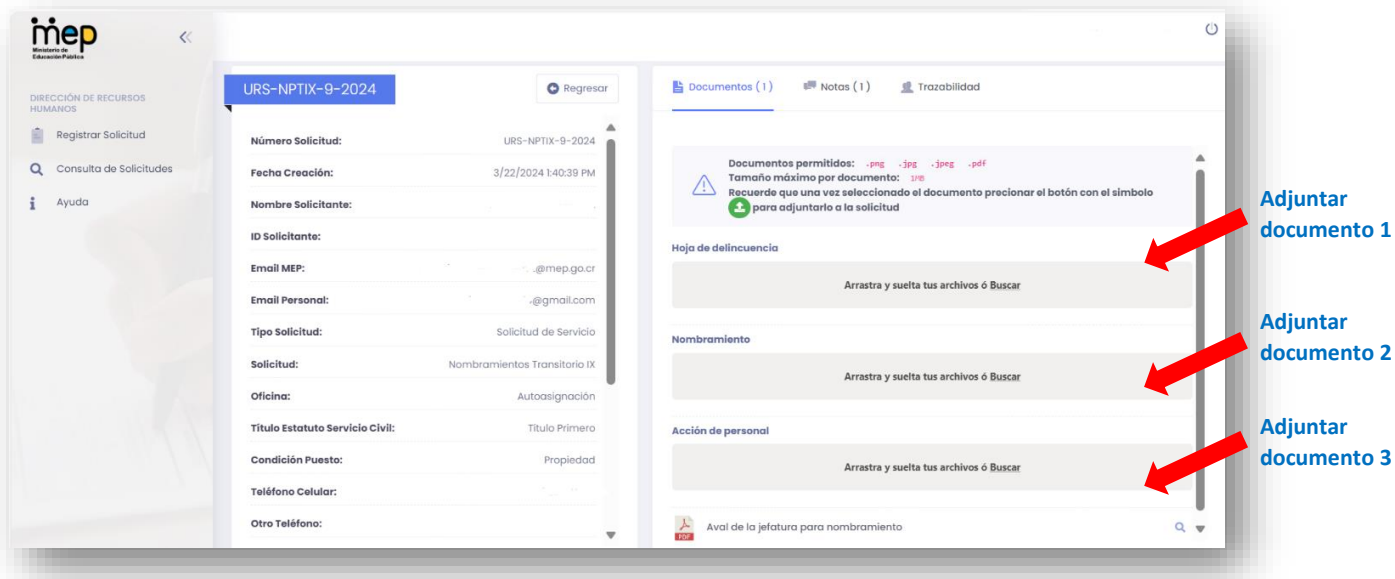 mep
Ministerio de
Educación Pública
DIRECCIÓN DE RECURSOS
HUMANOS
Registrar Solicitud
Consulta de Solicitudes
Ayuda
URS-NPTIX-9-2024
Regresar
Número Solicitud: URS-NPTIX-9-2024
Fecha Creación: 3/22/2024 1:40:39 PM
Nombre Solicitante:
ID Solicitante:
Email MEP: @mep.go.cr
Email Personal: @gmail.com
Tipo Solicitud: Solicitud de Servicio
Solicitud: Nombramientos Transitorio IX
Oficina: Autoasignación
Título Estatuto Servicio Civil: Título Primero
Condición Puesto: Propiedad
Teléfono Celular:
Otro Teléfono:
Documentos (1) Notas (1) Trazabilidad
Documentos permitidos: .png .jpg .jpeg .pdf
Tamaño máximo por documento: 1MB
Recuerde que una vez seleccionado el documento precionar el botón con el simbolo
para adjuntarlo a la solicitud
Hoja de delincuencia
Arrastra y suelta tus archivos ó Buscar
Nombramiento
Arrastra y suelta tus archivos ó Buscar
Acción de personal
Arrastra y suelta tus archivos ó Buscar
PDF Aval de la jefatura para nombramiento
Adjuntar
documento 1
Adjuntar
documento 2
Adjuntar
documento 3